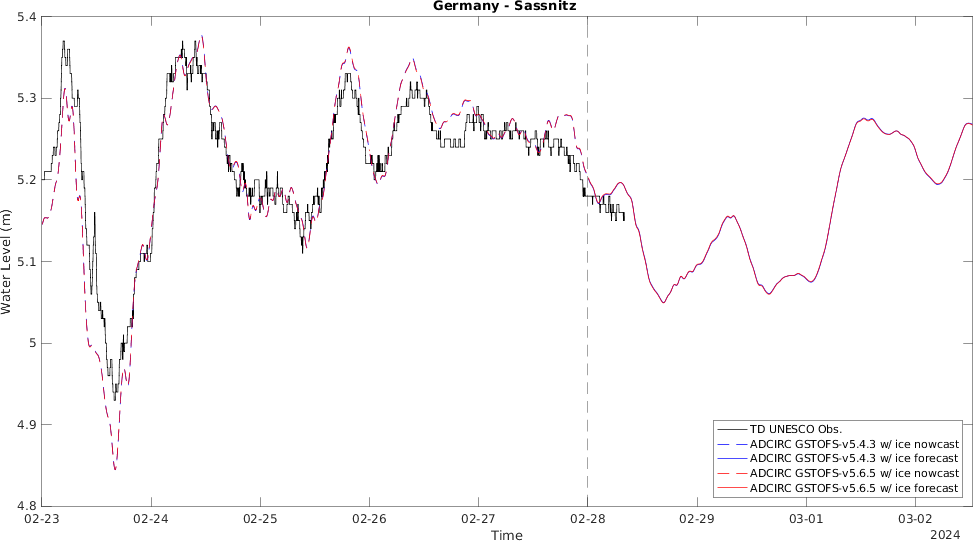 Germany - Sassnitz
5.4
5.3
5.2
5.1
5
4.9
4.8
Water Level (m)
02-23
02-24
02-25
02-26
02-27
02-28
02-29
03-01
03-02
Time
2024
TD UNESCO Obs.
ADCIRC GSTOFS-v5.4.3 w/ ice nowcast
ADCIRC GSTOFS-v5.4.3 w/ ice forecast
ADCIRC GSTOFS-v5.6.5 w/ ice nowcast
ADCIRC GSTOFS-v5.6.5 w/ ice forecast